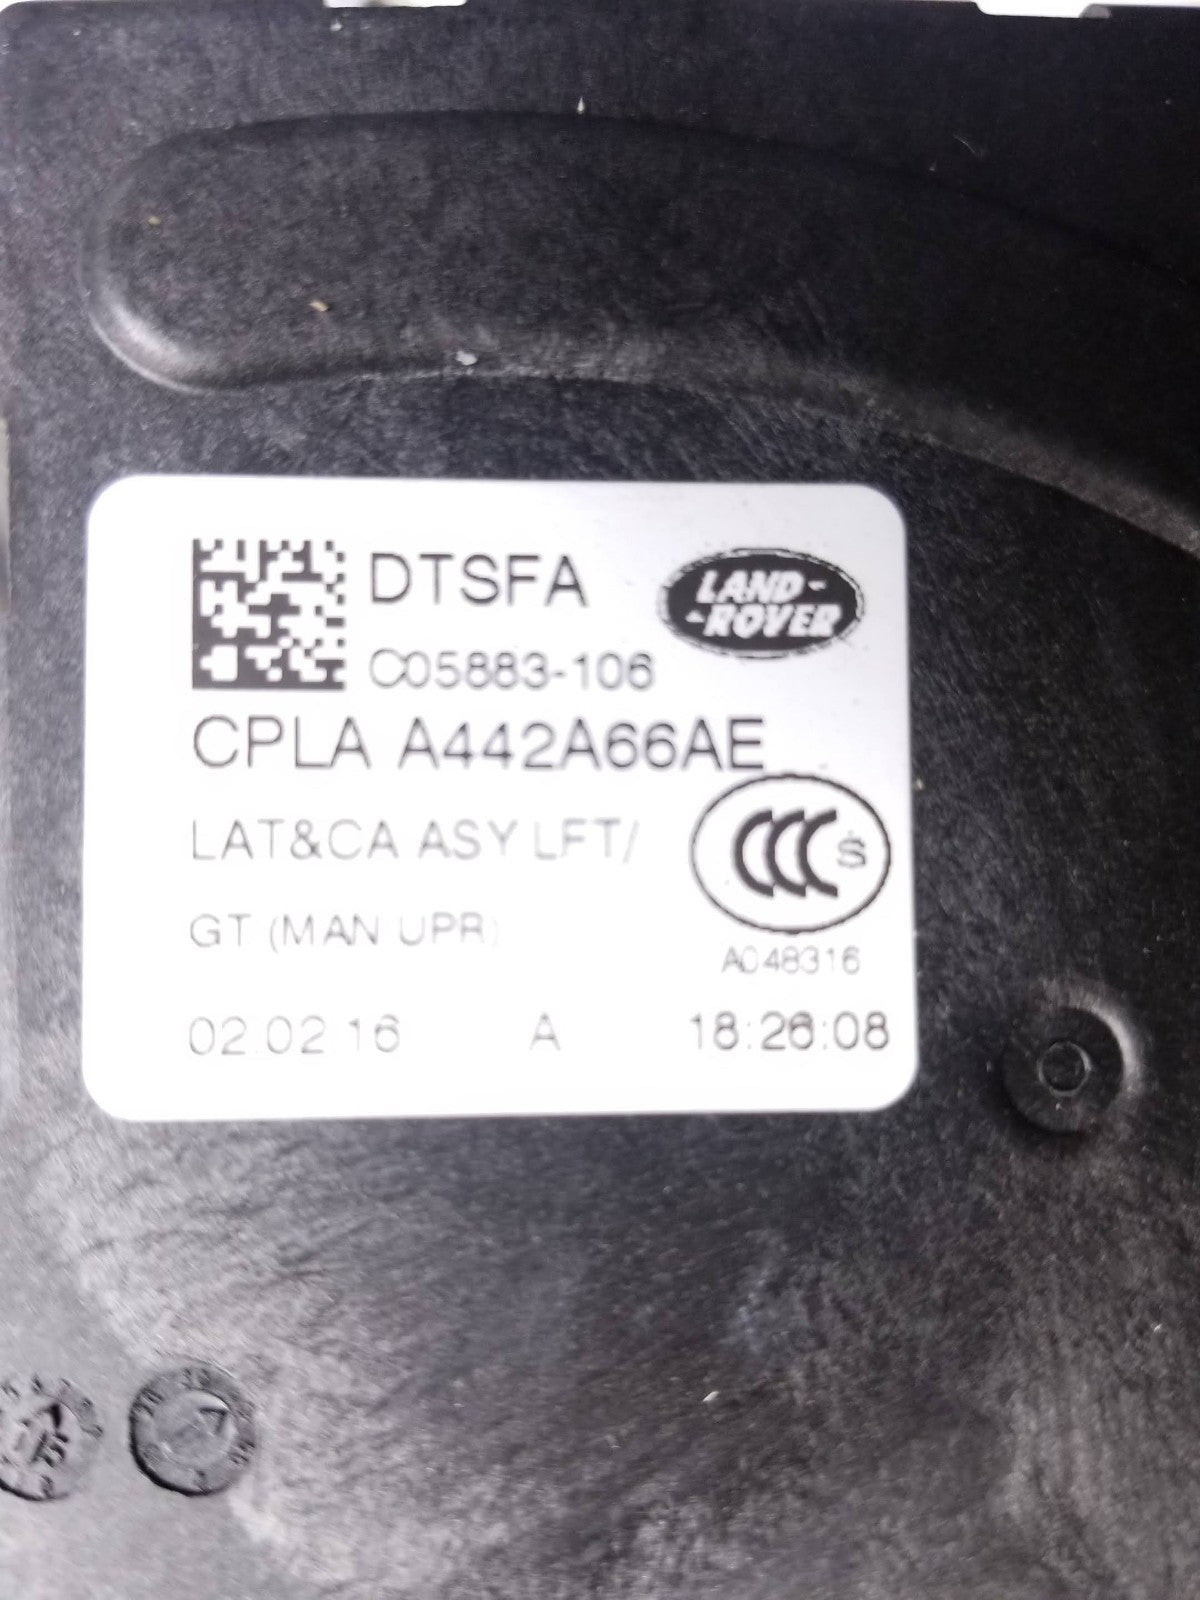 DTSFA
LAND-
-ROVER
C05883-106
CPLA A442A66AE
LAT&CA ASY LFT/
GT (MAN UPR)
CCC S
A048316
02.02.16 A 18:26:08